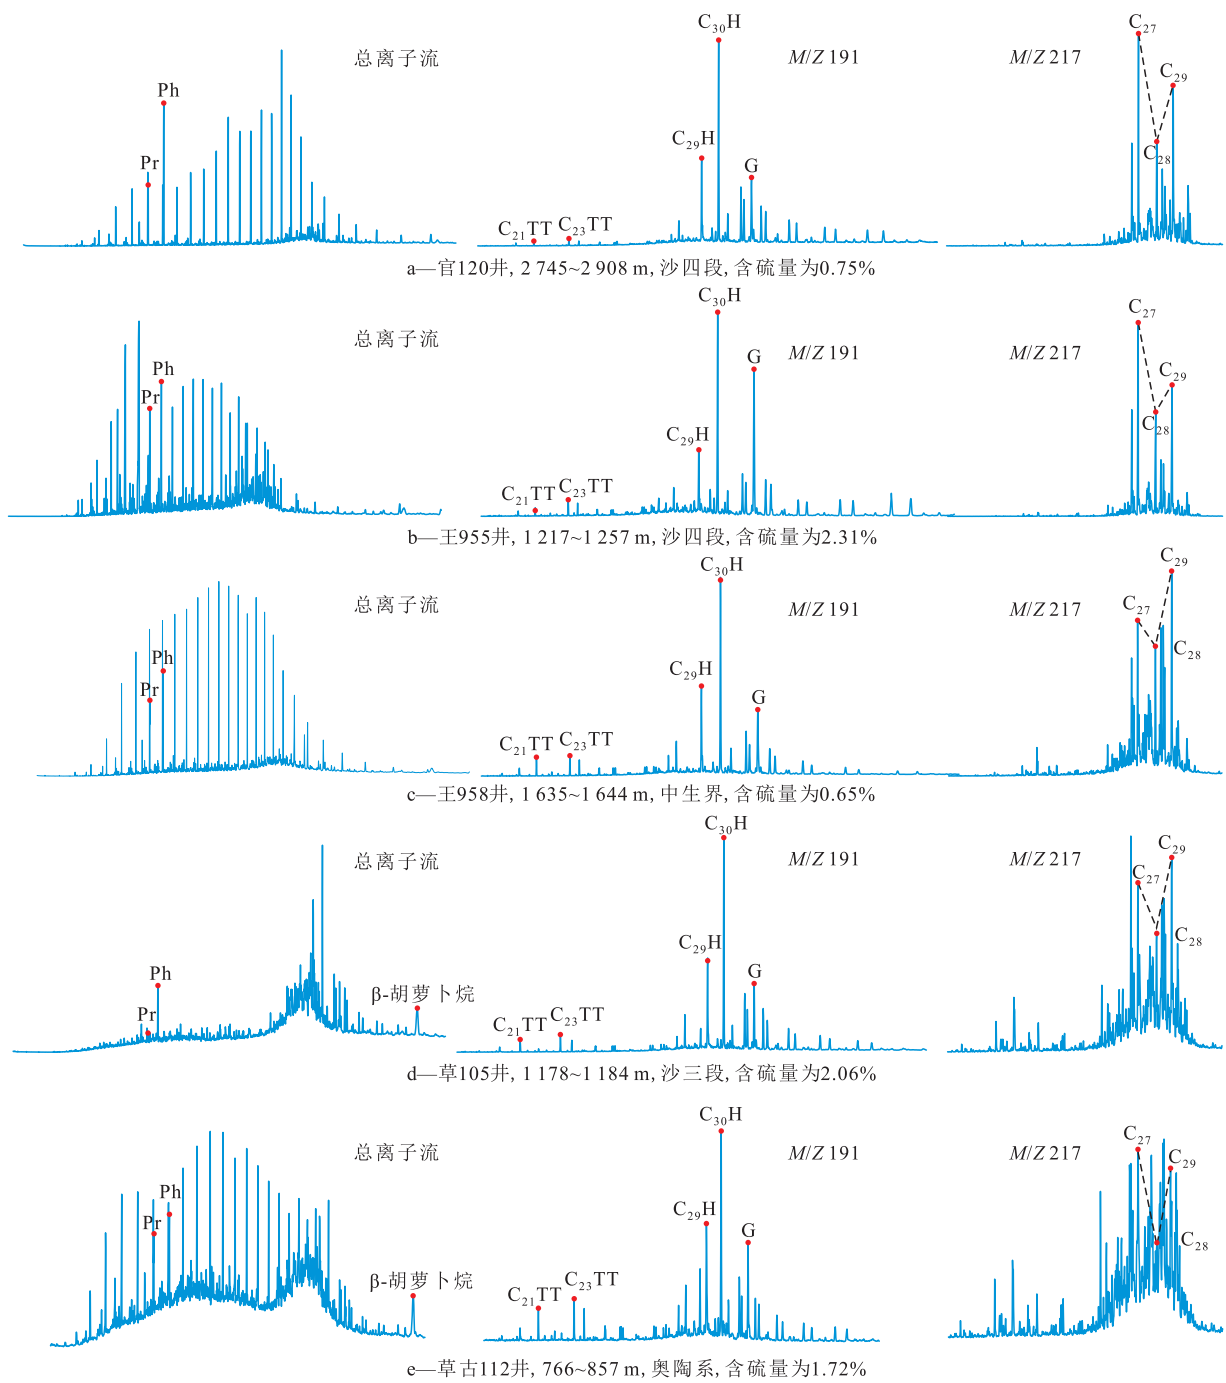 总离子流
Ph
Pr
M/Z 191
C₃₀H
C₂₉H
G
C₂₁TT
C₂₃TT
M/Z 217
C₂₇
C₂₉
C₂₈
a—官120井, 2 745~2 908 m, 沙四段, 含硫量为0.75%
总离子流
Ph
Pr
M/Z 191
C₃₀H
G
C₂₉H
C₂₁TT
C₂₃TT
M/Z 217
C₂₇
C₂₉
C₂₈
b—王955井, 1 217~1 257 m, 沙四段, 含硫量为2.31%
总离子流
Ph
Pr
M/Z 191
C₃₀H
C₂₉H
G
C₂₁TT
C₂₃TT
M/Z 217
C₂₉
C₂₇
C₂₈
c—王958井, 1 635~1 644 m, 中生界, 含硫量为0.65%
总离子流
Ph
Pr
β-胡萝卜烷
M/Z 191
C₃₀H
C₂₉H
G
C₂₁TT
C₂₃TT
M/Z 217
C₂₉
C₂₇
C₂₈
d—草105井, 1 178~1 184 m, 沙三段, 含硫量为2.06%
总离子流
Ph
Pr
β-胡萝卜烷
M/Z 191
C₃₀H
C₂₉H
G
C₂₁TT
C₂₃TT
M/Z 217
C₂₇
C₂₉
C₂₈
e—草古112井, 766~857 m, 奥陶系, 含硫量为1.72%